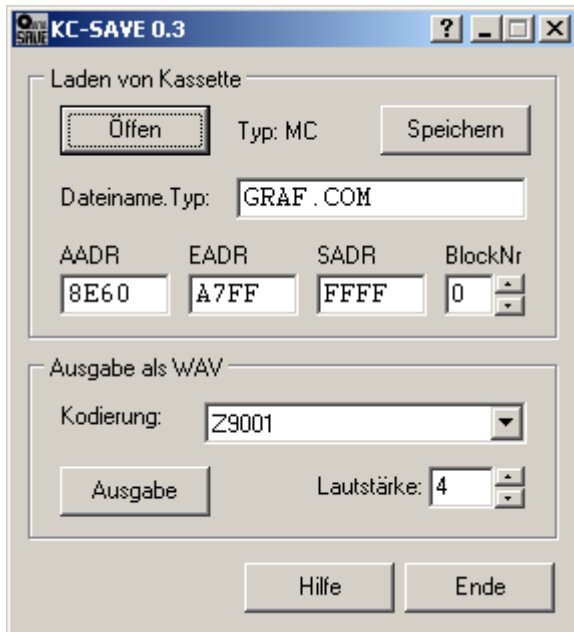 KC-SAVE 0.3
Laden von Kassette
Öffen Typ: MC Speichern
Dateiname.Typ: GRAF.COM
AADR EADR SADR BlockNr
8E60 A7FF FFFF 0
Ausgabe als WAV
Kodierung: Z9001
Ausgabe Lautstärke: 4
Hilfe Ende